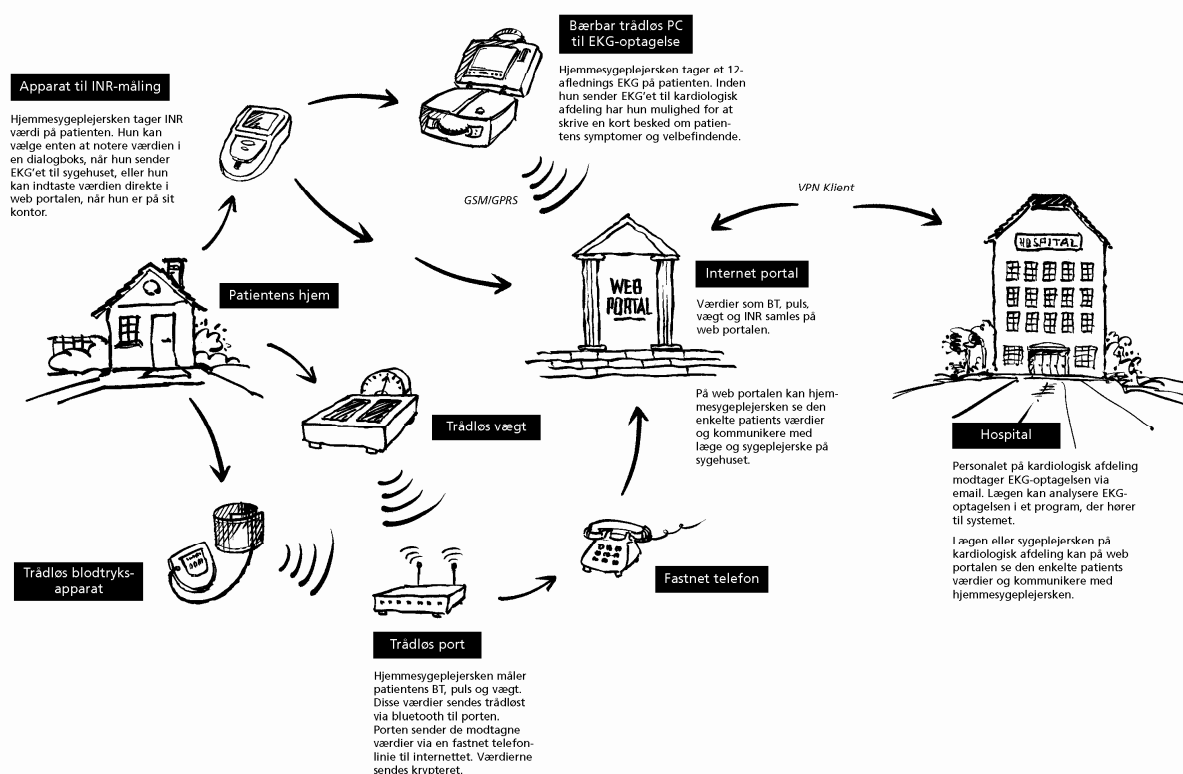 Bærbar trådløs PC
til EKG-optagelse
Hjemmesygeplejersken tager et 12-
aflednings EKG på patienten. Inden
hun sender EKG'et til kardiologisk
afdeling har hun mulighed for at
skrive en kort besked om patien-
tens symptomer og velbefindende.
Apparat til INR-måling
Hjemmesygeplejersken tager INR
værdi på patienten. Hun kan
vælge enten at notere værdien i
en dialogboks, når hun sender
EKG'et til sygehuset, eller hun
kan indtaste værdien direkte i
web portalen, når hun er på sit
kontor.
GSM/GPRS
VPN Klient
HOSPITAL
Patientens hjem
WEB
PORTAL
Internet portal
Værdier som BT, puls,
vægt og INR samles på
web portalen.
På web portalen kan hjem-
mesygeplejersken se den
enkelte patients værdier
og kommunikere med
læge og sygeplejerske på
sygehuset.
Trådløs vægt
Hospital
Personalet på kardiologisk afdeling
modtager EKG-optagelsen via
email. Lægen kan analysere EKG-
optagelsen i et program, der hører
til systemet.
Lægen eller sygeplejersken på
kardiologisk afdeling kan på web
portalen se den enkelte patients
værdier og kommunikere med
hjemmesygeplejersken.
Trådløs blodtryks-
apparat
Fastnet telefon
Trådløs port
Hjemmesygeplejersken måler
patientens BT, puls og vægt.
Disse værdier sendes trådløst
via bluetooth til porten.
Porten sender de modtagne
værdier via en fastnet telefon-
linie til internettet. Værdierne
sendes krypteret.